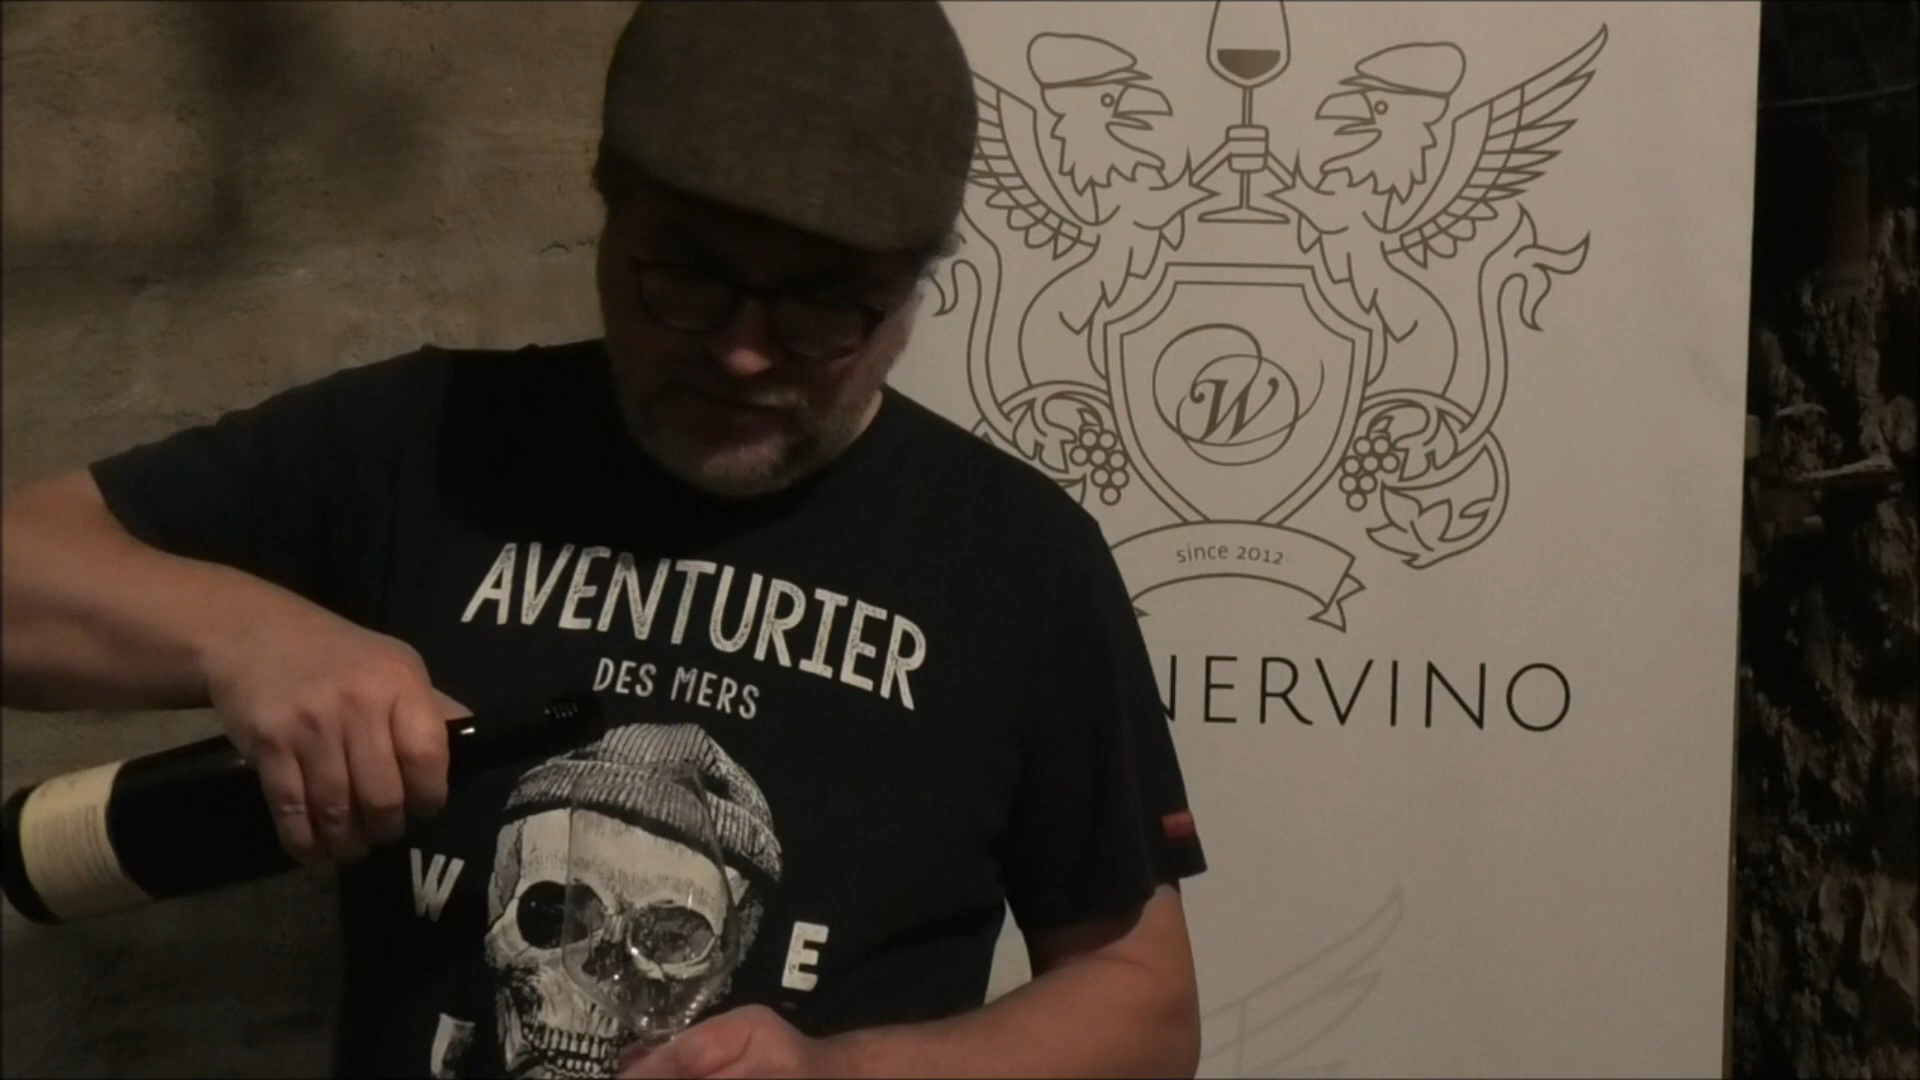 AVENTURIER
DES MERS
W
E
W
since 2012
NERVINO